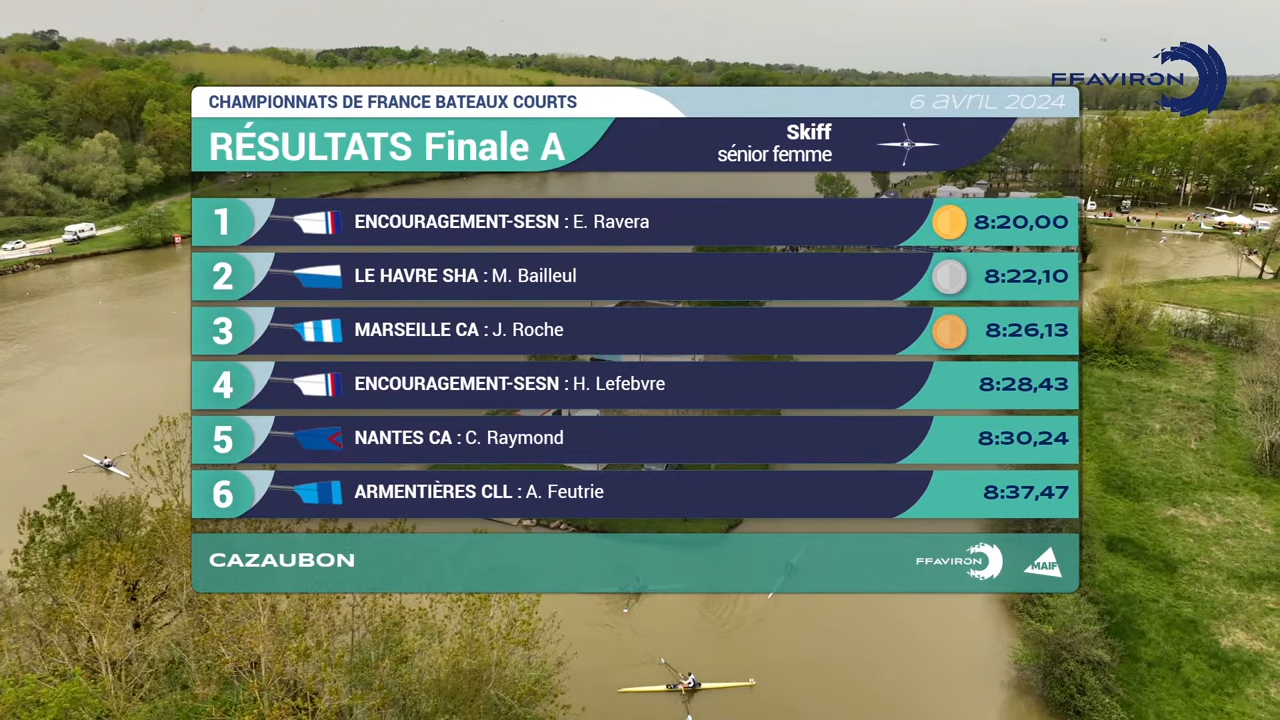 FFAVIRON
CHAMPIONNATS DE FRANCE BATEAUX COURTS
6 avril 2024
RÉSULTATS Finale A
Skiff
sénior femme
1 ENCOURAGEMENT-SESN : E. Ravera 8:20,00
2 LE HAVRE SHA : M. Bailleul 8:22,10
3 MARSEILLE CA : J. Roche 8:26,13
4 ENCOURAGEMENT-SESN : H. Lefebvre 8:28,43
5 NANTES CA : C. Raymond 8:30,24
6 ARMENTIÈRES CLL : A. Feutrie 8:37,47
CAZAUBON
FFAVIRON
MAIF